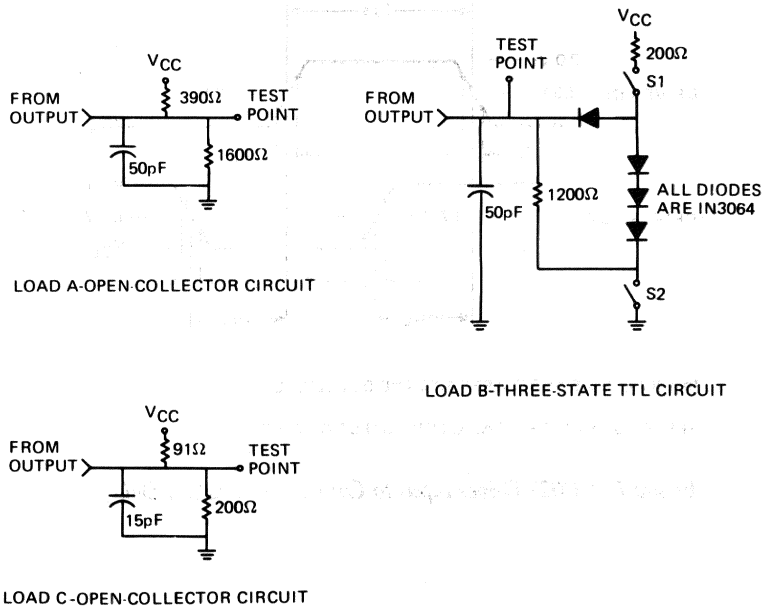 VCC
390Ω
FROM
OUTPUT
TEST
POINT
50pF
1600Ω
LOAD A-OPEN-COLLECTOR CIRCUIT
VCC
200Ω
S1
TEST
POINT
FROM
OUTPUT
50pF
1200Ω
ALL DIODES
ARE IN3064
S2
LOAD B-THREE-STATE TTL CIRCUIT
VCC
91Ω
FROM
OUTPUT
TEST
POINT
15pF
200Ω
LOAD C-OPEN-COLLECTOR CIRCUIT